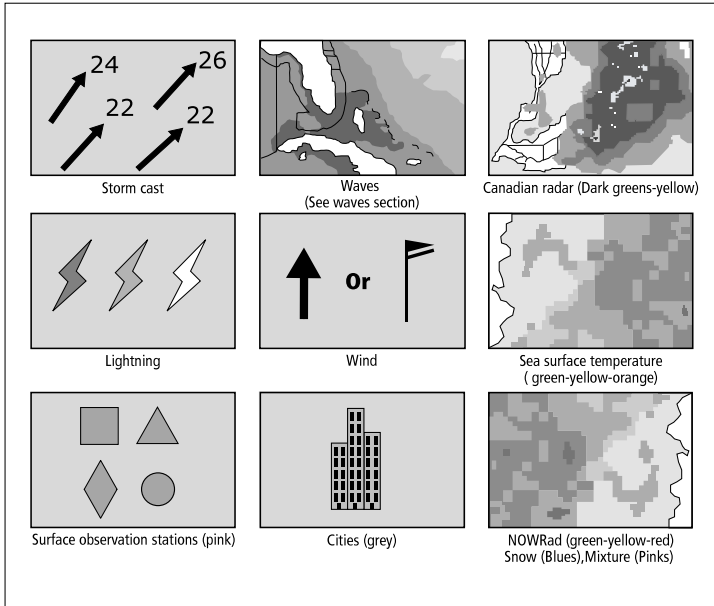 24
26
22
22
Storm cast
Waves
(See waves section)
Canadian radar (Dark greens-yellow)
Lightning
Or
Wind
Sea surface temperature
( green-yellow-orange)
Surface observation stations (pink)
Cities (grey)
NOWRad (green-yellow-red)
Snow (Blues),Mixture (Pinks)